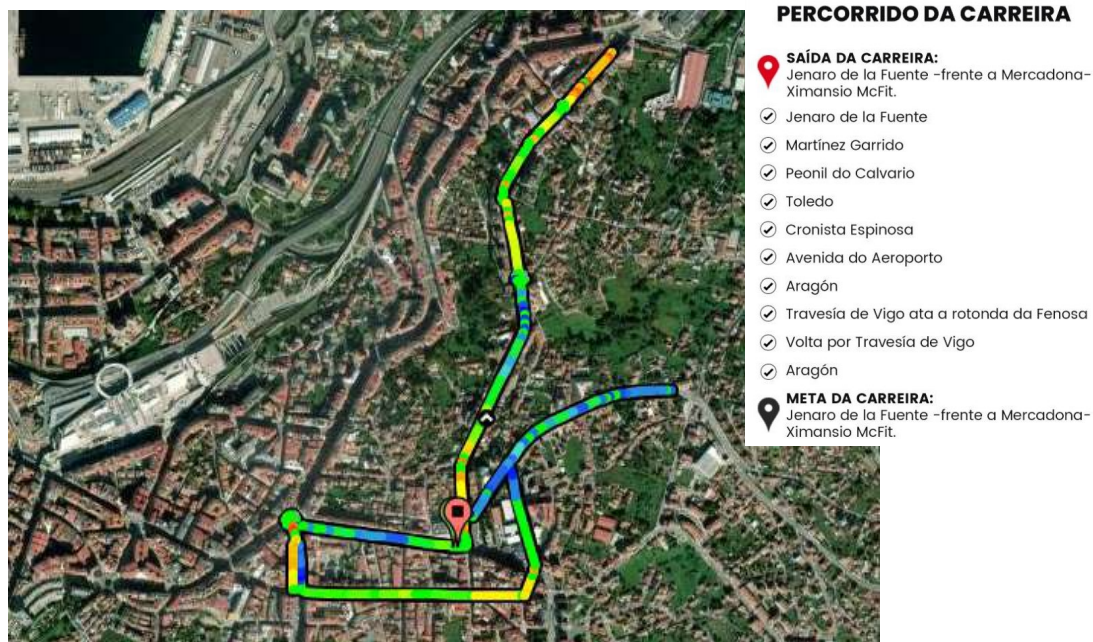 PERCORRIDO DA CARREIRA
SAÍDA DA CARREIRA:
Jenaro de la Fuente -frente a Mercadona-
Ximansio McFit.
Jenaro de la Fuente
Martínez Garrido
Peonil do Calvario
Toledo
Cronista Espinosa
Avenida do Aeroporto
Aragón
Travesía de Vigo ata a rotonda da Fenosa
Volta por Travesía de Vigo
Aragón
META DA CARREIRA:
Jenaro de la Fuente -frente a Mercadona-
Ximansio McFit.